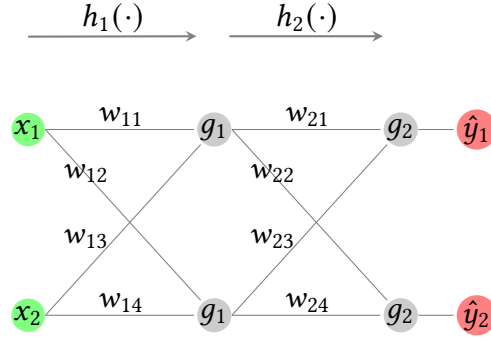 h₁(·) h₂(·)
x₁ w₁₁ g₁ w₂₁ g₂ ŷ₁
w₁₂ w₂₂
w₁₃ w₂₃
x₂ w₁₄ g₁ w₂₄ g₂ ŷ₂